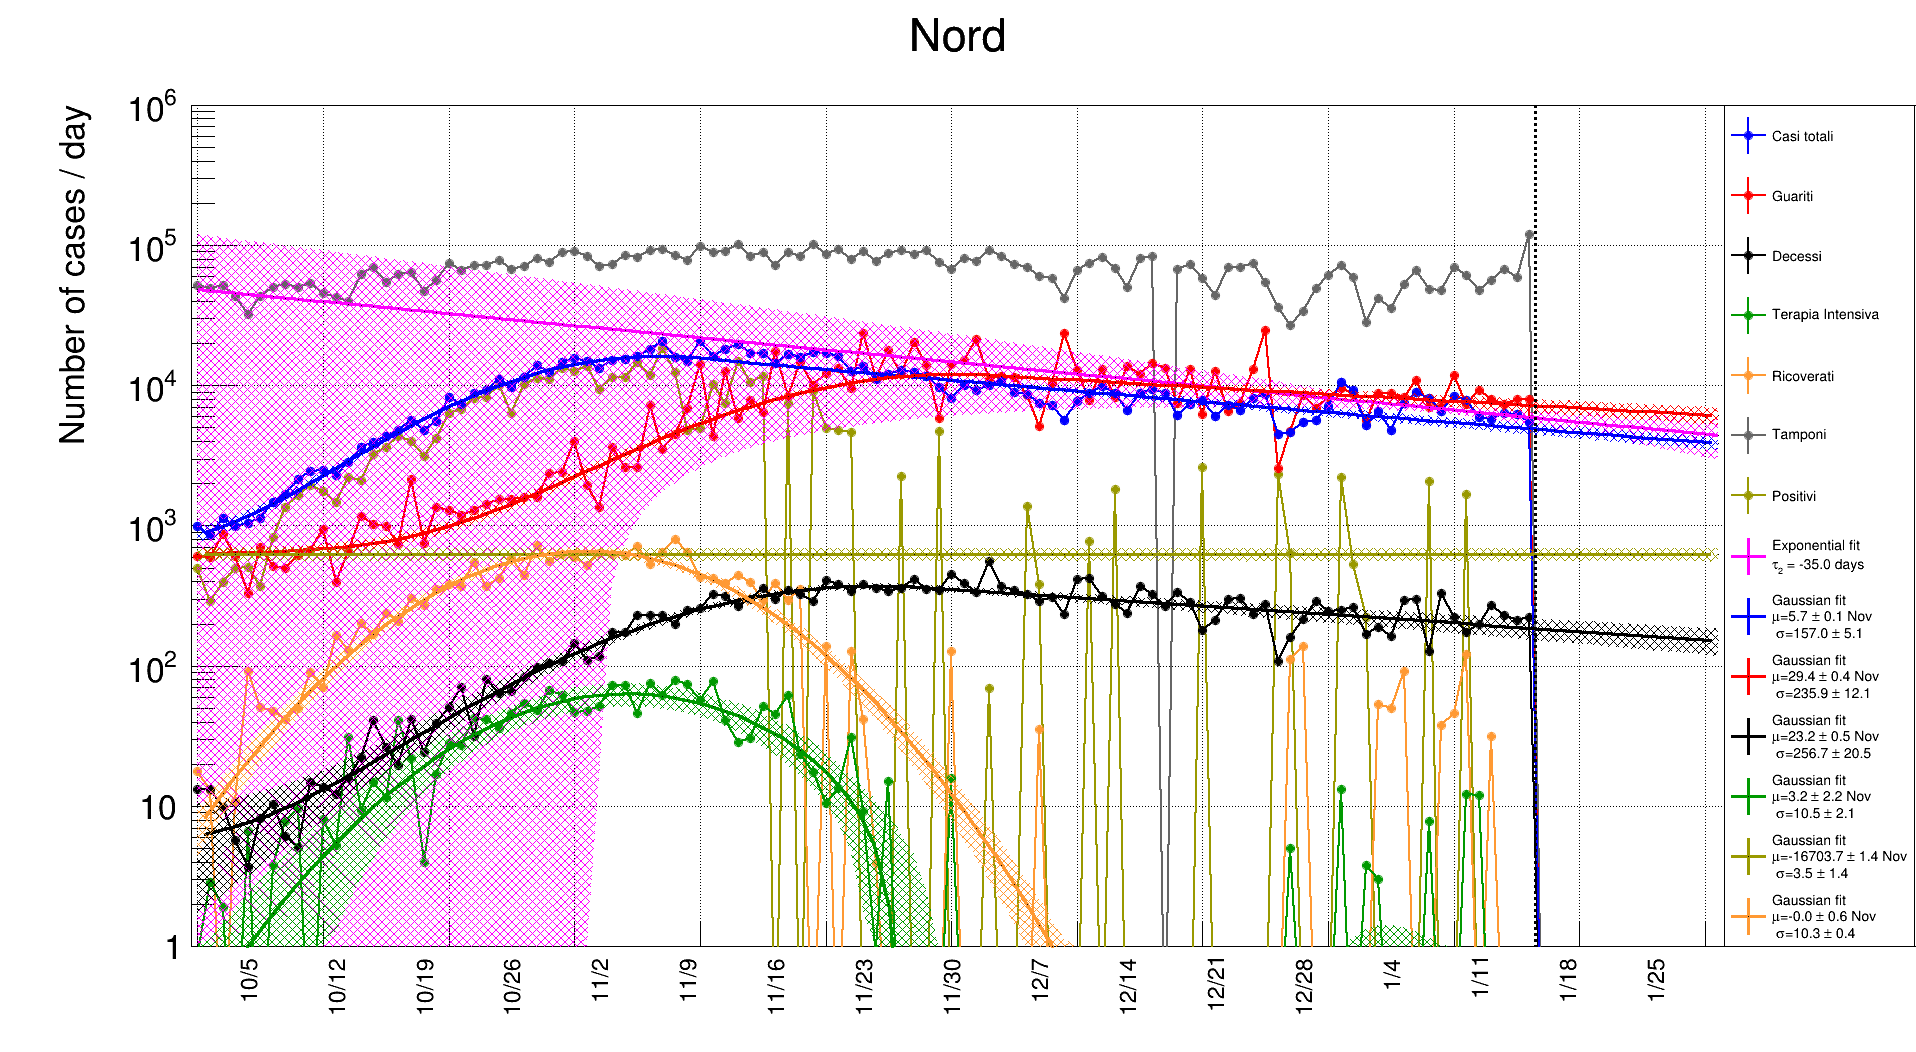 Nord
Number of cases / day
10^6
10^5
10^4
10^3
10^2
10
1
10/5
10/12
10/19
10/26
11/2
11/9
11/16
11/23
11/30
12/7
12/14
12/21
12/28
1/4
1/11
1/18
1/25
Casi totali
Guariti
Decessi
Terapia Intensiva
Ricoverati
Tamponi
Positivi
Exponential fit
τ₂ = -35.0 days
Gaussian fit
μ=5.7 ± 0.1 Nov
σ=157.0 ± 5.1
Gaussian fit
μ=29.4 ± 0.4 Nov
σ=235.9 ± 12.1
Gaussian fit
μ=23.2 ± 0.5 Nov
σ=256.7 ± 20.5
Gaussian fit
μ=3.2 ± 2.2 Nov
σ=10.5 ± 2.1
Gaussian fit
μ=-16703.7 ± 1.4 Nov
σ=3.5 ± 1.4
Gaussian fit
μ=-0.0 ± 0.6 Nov
σ=10.3 ± 0.4